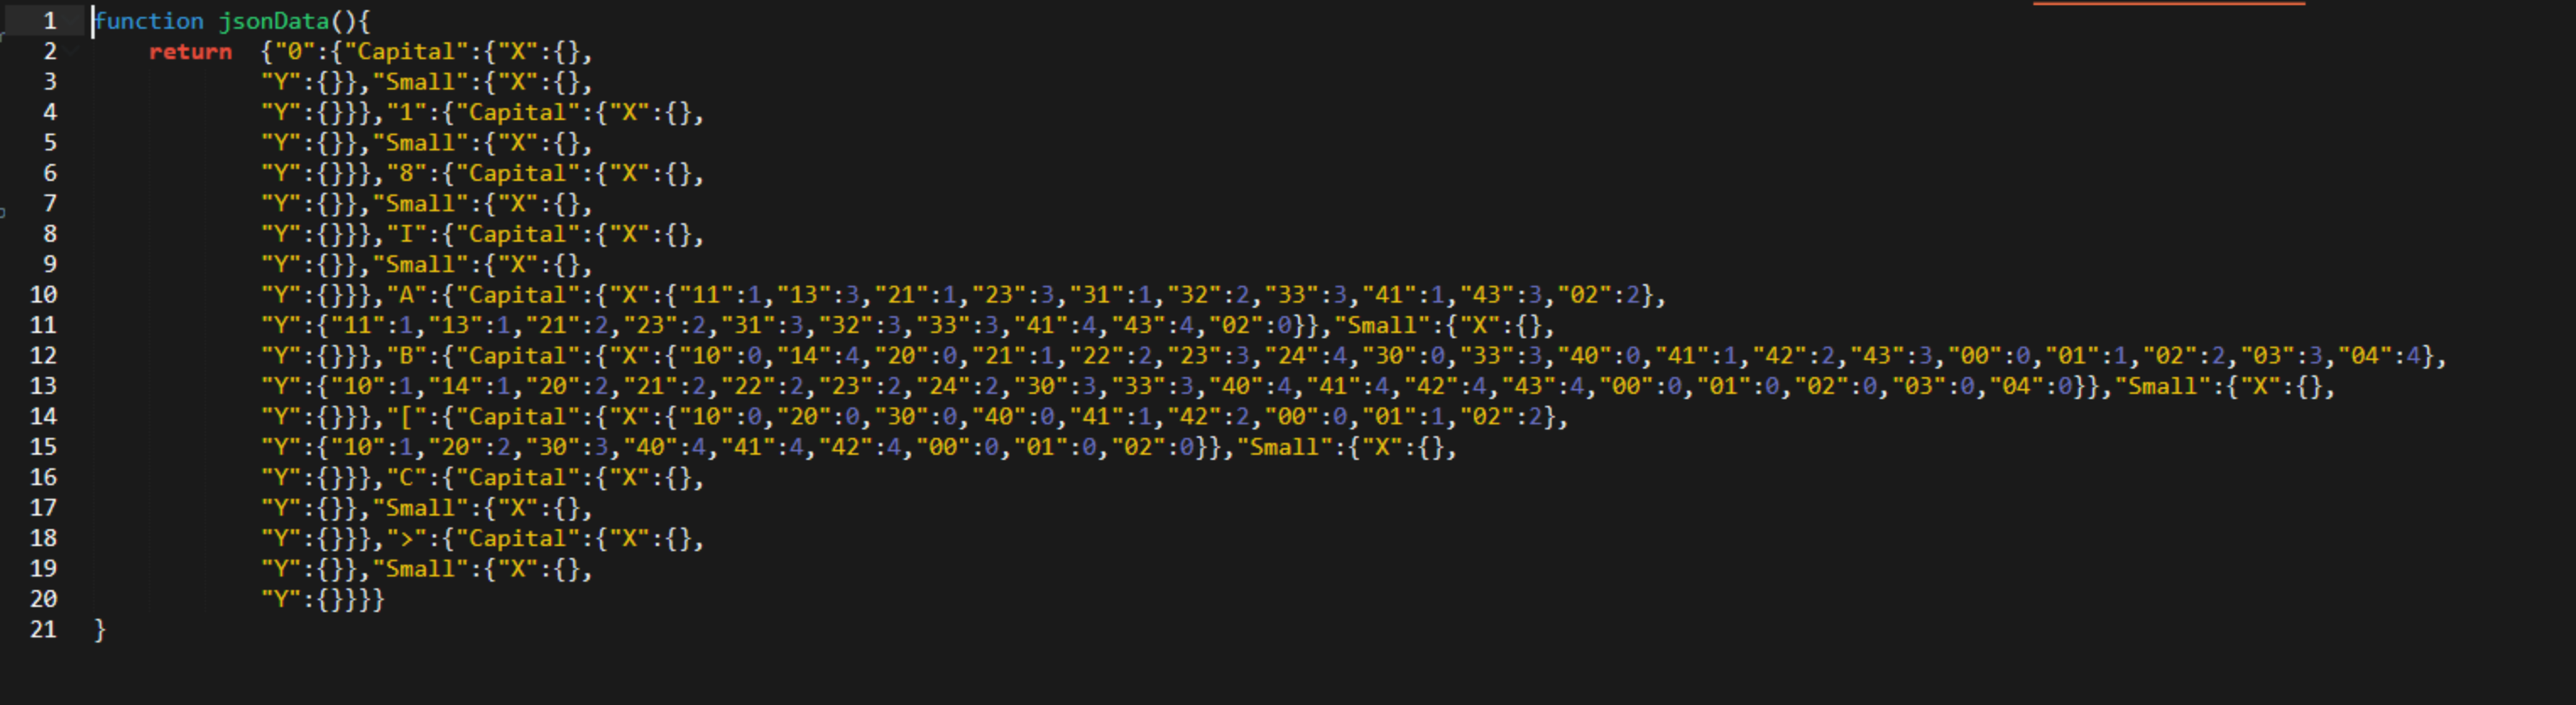 1 function jsonData(){
2 return {"0":{"Capital":{"X":{},
3 "Y":{}},"Small":{"X":{},
4 "Y":{}}},"1":{"Capital":{"X":{},
5 "Y":{}},"Small":{"X":{},
6 "Y":{}}},"8":{"Capital":{"X":{},
7 "Y":{}},"Small":{"X":{},
8 "Y":{}}},"I":{"Capital":{"X":{},
9 "Y":{}},"Small":{"X":{},
10 "Y":{}}},"A":{"Capital":{"X":{"11":1,"13":3,"21":1,"23":3,"31":1,"32":2,"33":3,"41":1,"43":3,"02":2},
11 "Y":{"11":1,"13":1,"21":2,"23":2,"31":3,"32":3,"33":3,"41":4,"43":4,"02":0}},"Small":{"X":{},
12 "Y":{}}},"B":{"Capital":{"X":{"10":0,"14":4,"20":0,"21":1,"22":2,"23":3,"24":4,"30":0,"33":3,"40":0,"41":1,"42":2,"43":3,"00":0,"01":1,"02":2,"03":3,"04":4},
13 "Y":{"10":1,"14":1,"20":2,"21":2,"22":2,"23":2,"24":2,"30":3,"33":3,"40":4,"41":4,"42":4,"43":4,"00":0,"01":0,"02":0,"03":0,"04":0}},"Small":{"X":{},
14 "Y":{}}},"[":{"Capital":{"X":{"10":0,"20":0,"30":0,"40":0,"41":1,"42":2,"00":0,"01":1,"02":2},
15 "Y":{"10":1,"20":2,"30":3,"40":4,"41":4,"42":4,"00":0,"01":0,"02":0}},"Small":{"X":{},
16 "Y":{}}},"C":{"Capital":{"X":{},
17 "Y":{}},"Small":{"X":{},
18 "Y":{}}},">":{"Capital":{"X":{},
19 "Y":{}},"Small":{"X":{},
20 "Y":{}}}}
21 }